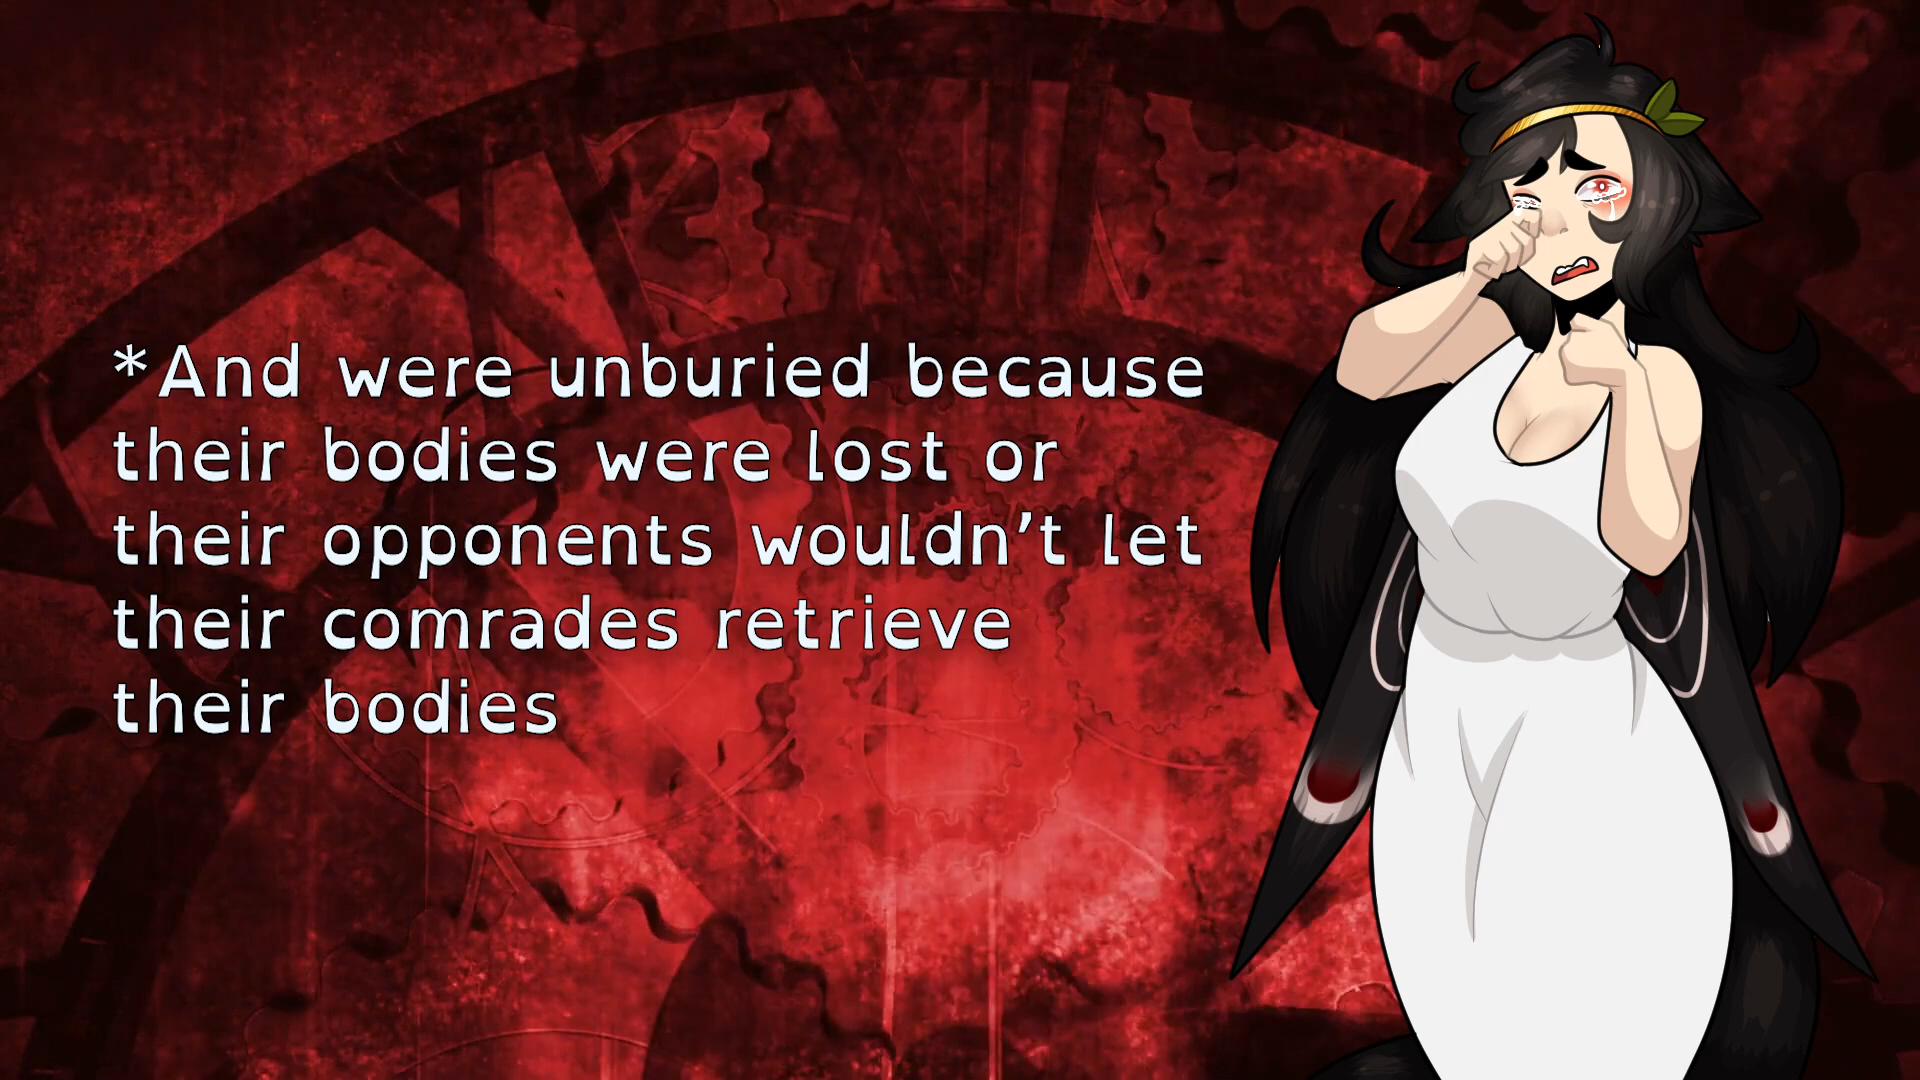 *And were unburied because
their bodies were lost or
their opponents wouldn't let
their comrades retrieve
their bodies